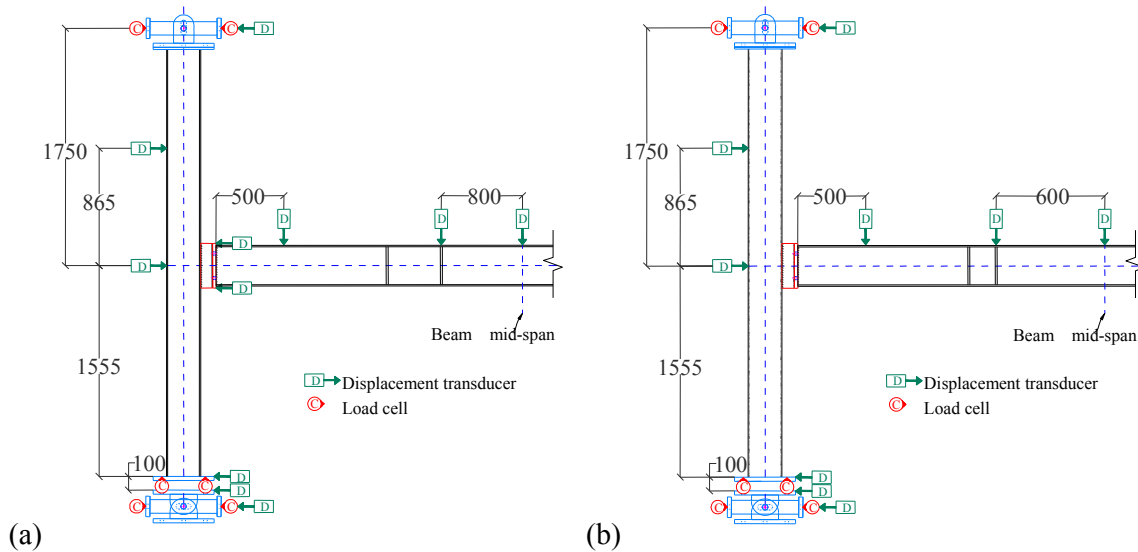 C C D
1750
D
865
500
800
D D D
D
D
D
1555
Beam mid-span
D Displacement transducer
C Load cell
100
D
C C
D
C C D
(a)
C C D
1750
D
865
500
600
D D D
D
1555
Beam mid-span
D Displacement transducer
C Load cell
100
D
C C
D
C C D
(b)